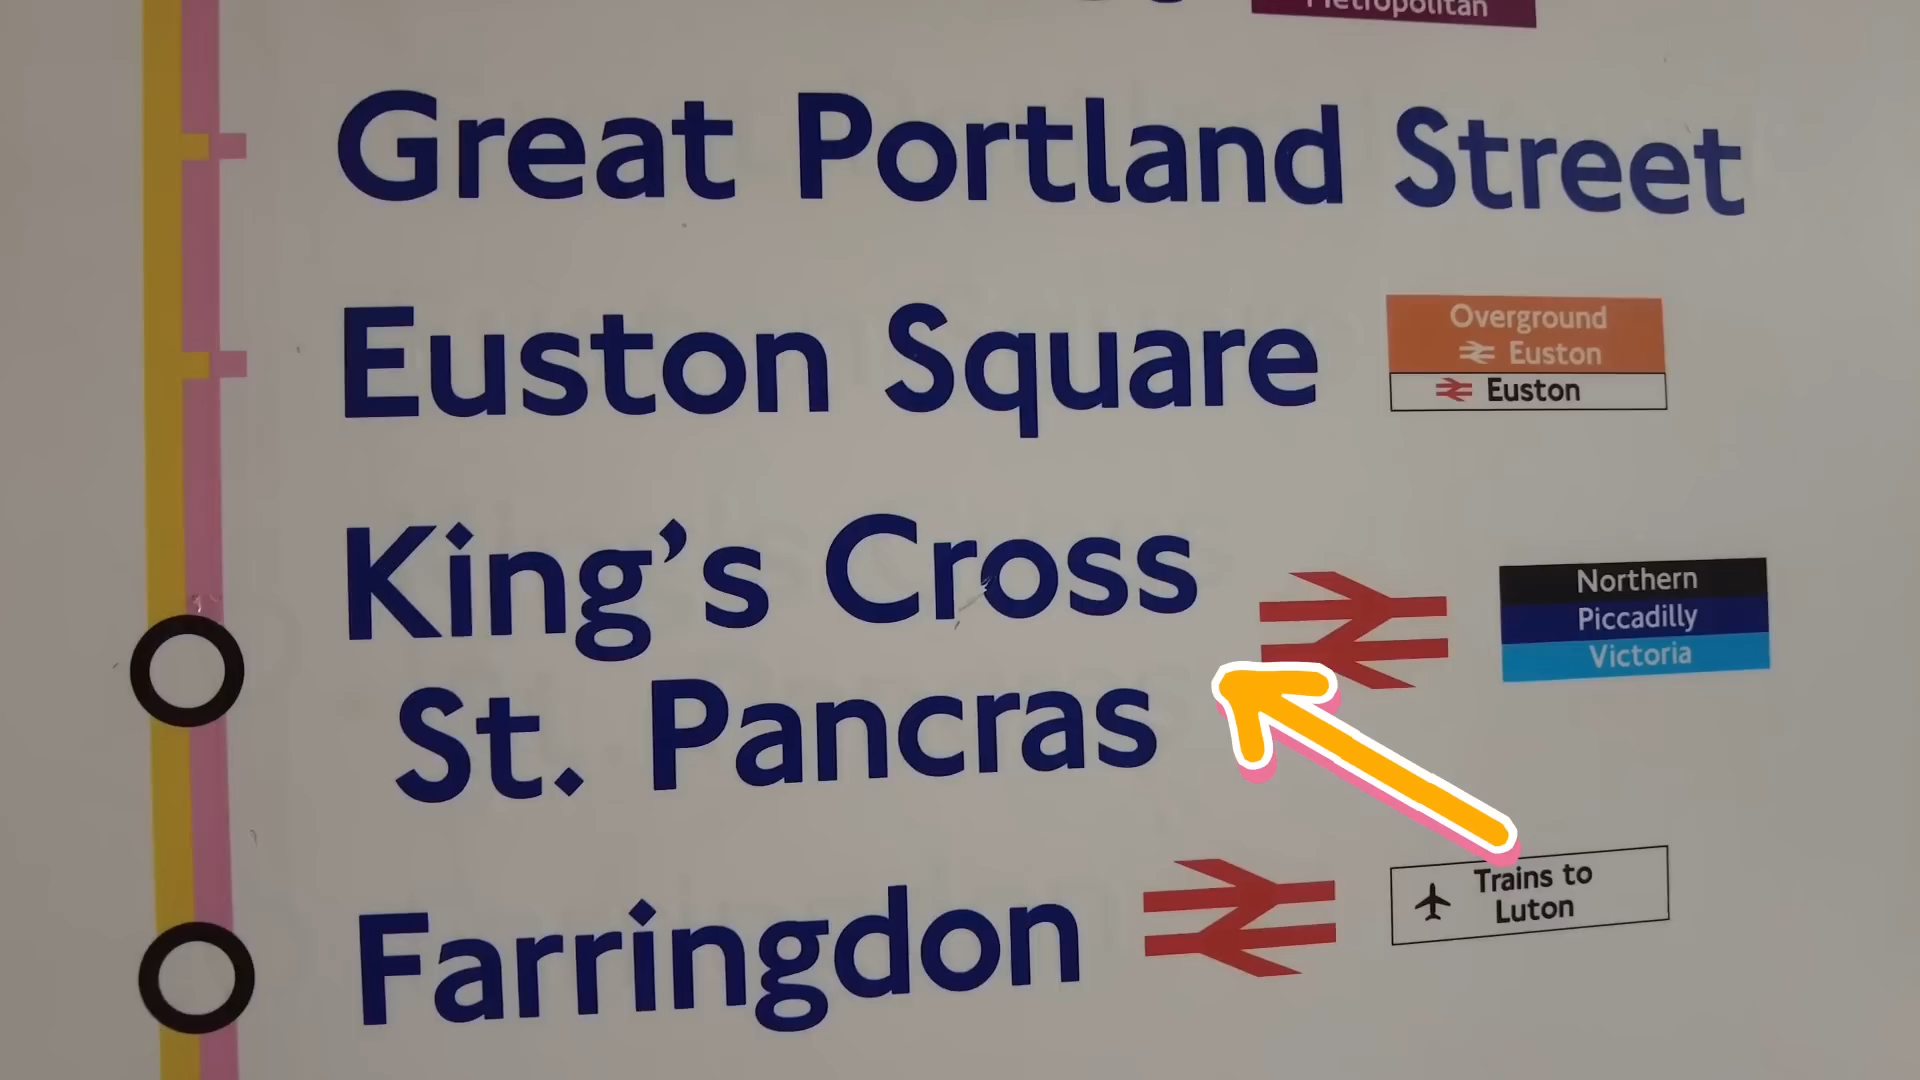 Metropolitan
Great Portland Street
Euston Square
Overground
Euston
Euston
King's Cross
St. Pancras
Northern
Piccadilly
Victoria
Farringdon
Trains to
Luton